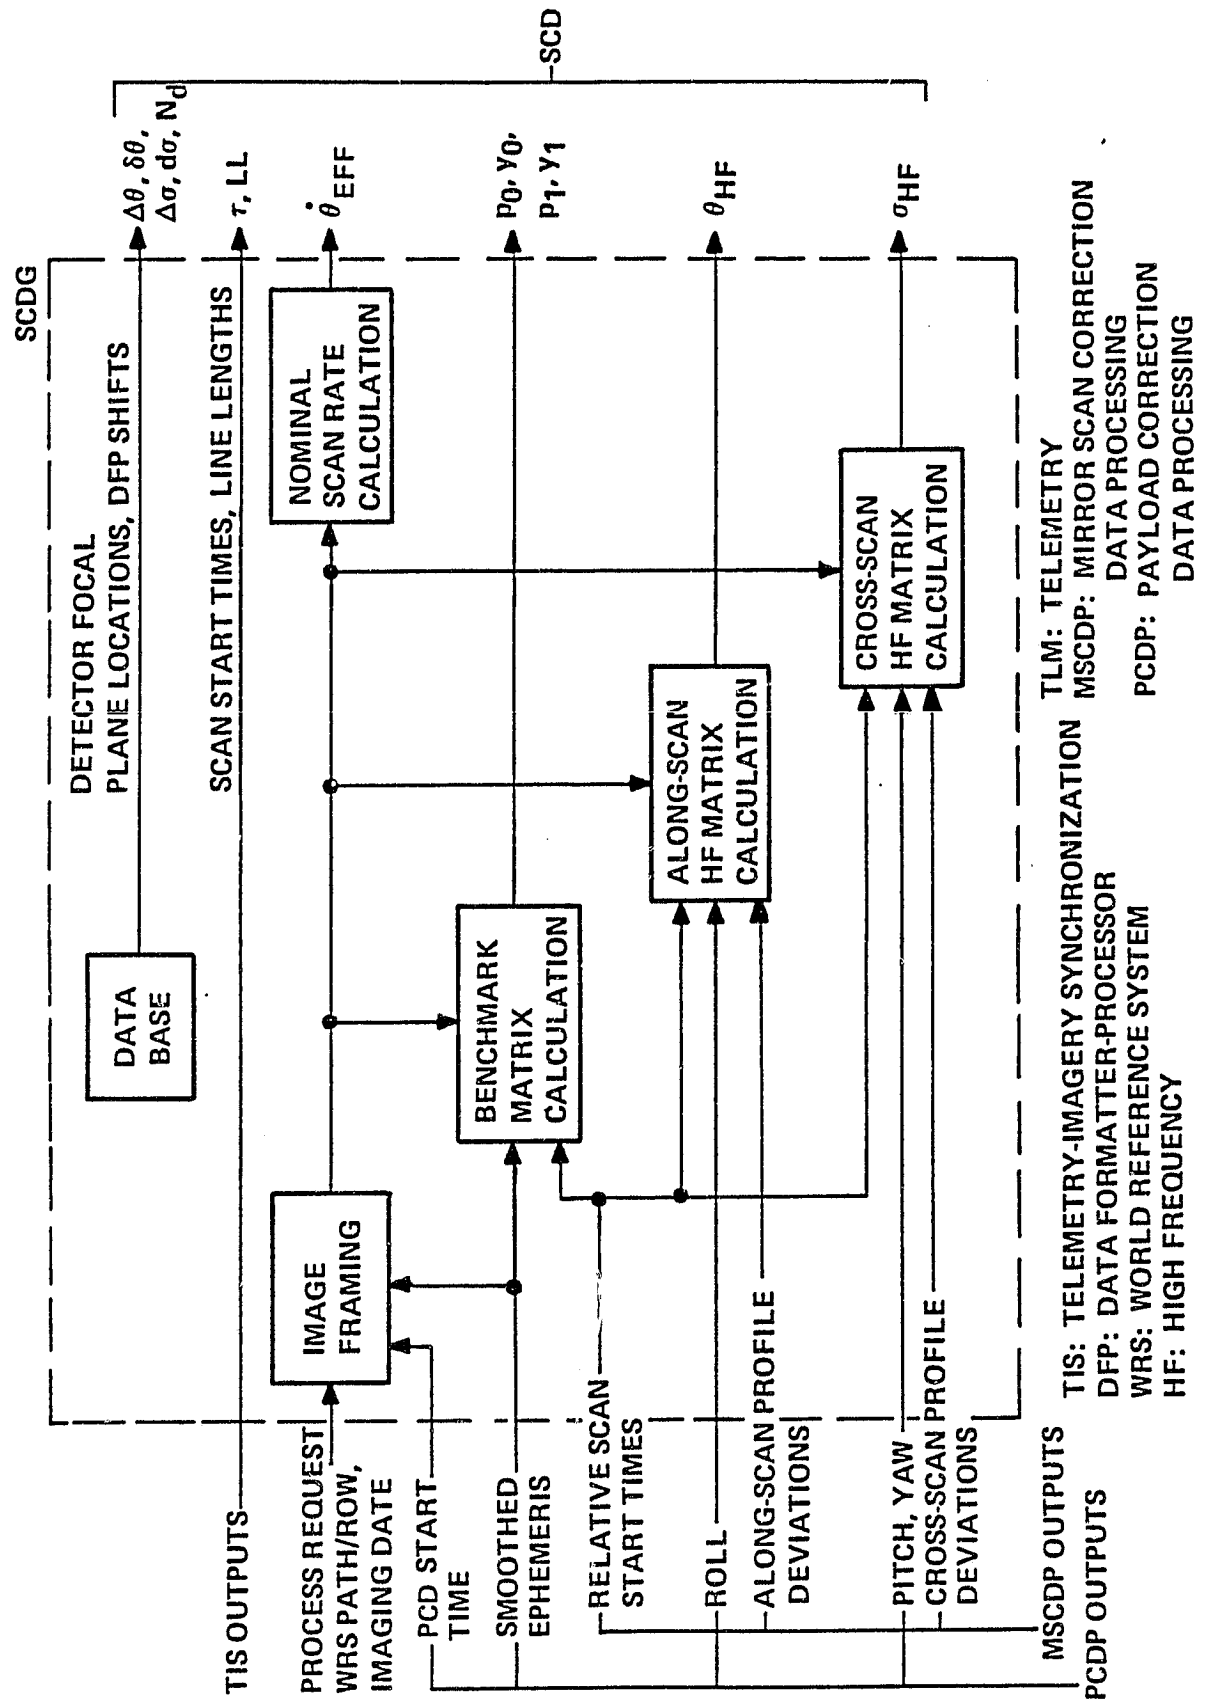 SCDG
DETECTOR FOCAL
PLANE LOCATIONS, DFP SHIFTS
Δθ, δθ,
Δσ, dσ, Nd
DATA
BASE
TIS OUTPUTS
SCAN START TIMES, LINE LENGTHS
τ, LL
PROCESS REQUEST
WRS PATH/ROW,
IMAGING DATE
IMAGE
FRAMING
NOMINAL
SCAN RATE
CALCULATION
θ̇EFF
PCD START
TIME
SMOOTHED
EPHEMERIS
BENCHMARK
MATRIX
CALCULATION
p0, y0,
p1, y1
SCD
RELATIVE SCAN
START TIMES
ROLL
ALONG-SCAN PROFILE
DEVIATIONS
ALONG-SCAN
HF MATRIX
CALCULATION
θHF
PITCH, YAW
CROSS-SCAN PROFILE
DEVIATIONS
CROSS-SCAN
HF MATRIX
CALCULATION
σHF
MSCDP OUTPUTS
PCDP OUTPUTS
TIS: TELEMETRY-IMAGERY SYNCHRONIZATION
DFP: DATA FORMATTER-PROCESSOR
WRS: WORLD REFERENCE SYSTEM
HF: HIGH FREQUENCY
TLM: TELEMETRY
MSCDP: MIRROR SCAN CORRECTION
DATA PROCESSING
PCDP: PAYLOAD CORRECTION
DATA PROCESSING